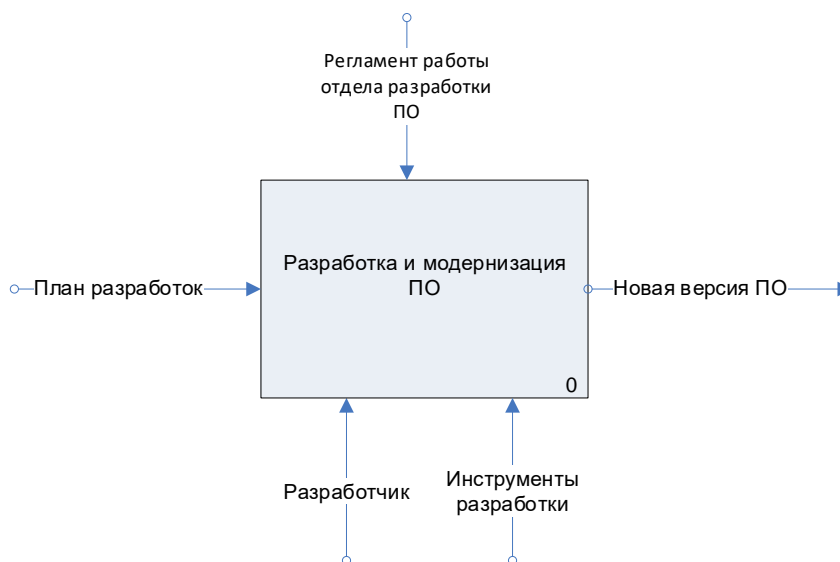 Регламент работы
отдела разработки
ПО
Разработка и модернизация
ПО
План разработок
Новая версия ПО
0
Разработчик
Инструменты
разработки